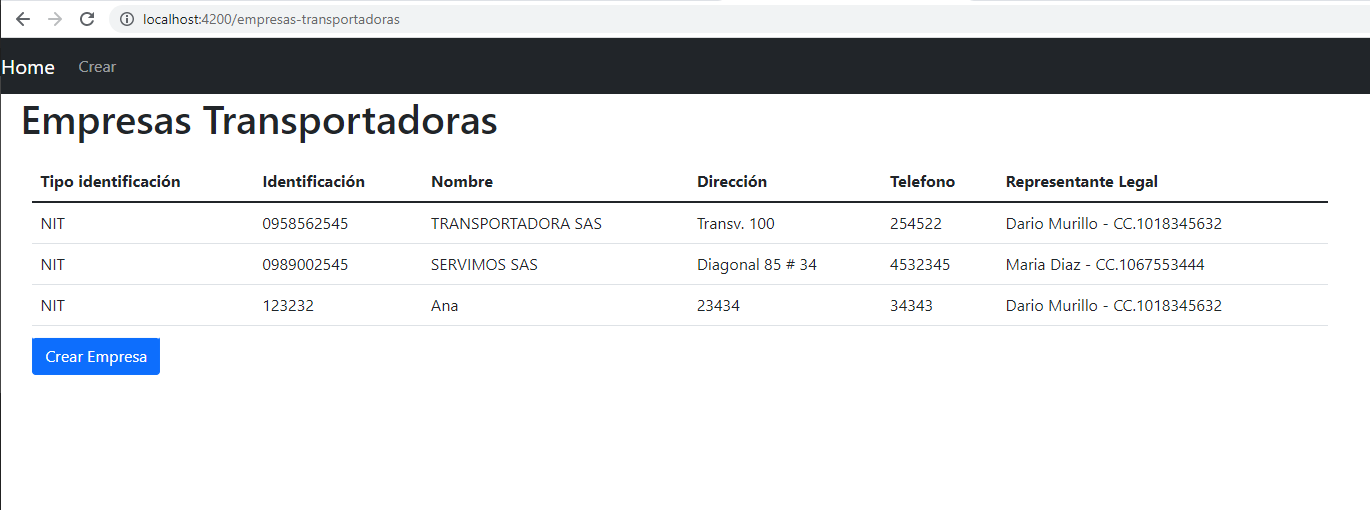 localhost:4200/empresas-transportadoras
Home Crear
Empresas Transportadoras
Tipo identificación Identificación Nombre Dirección Telefono Representante Legal
NIT 0958562545 TRANSPORTADORA SAS Transv. 100 254522 Dario Murillo - CC.1018345632
NIT 0989002545 SERVIMOS SAS Diagonal 85 # 34 4532345 Maria Diaz - CC.1067553444
NIT 123232 Ana 23434 34343 Dario Murillo - CC.1018345632
Crear Empresa